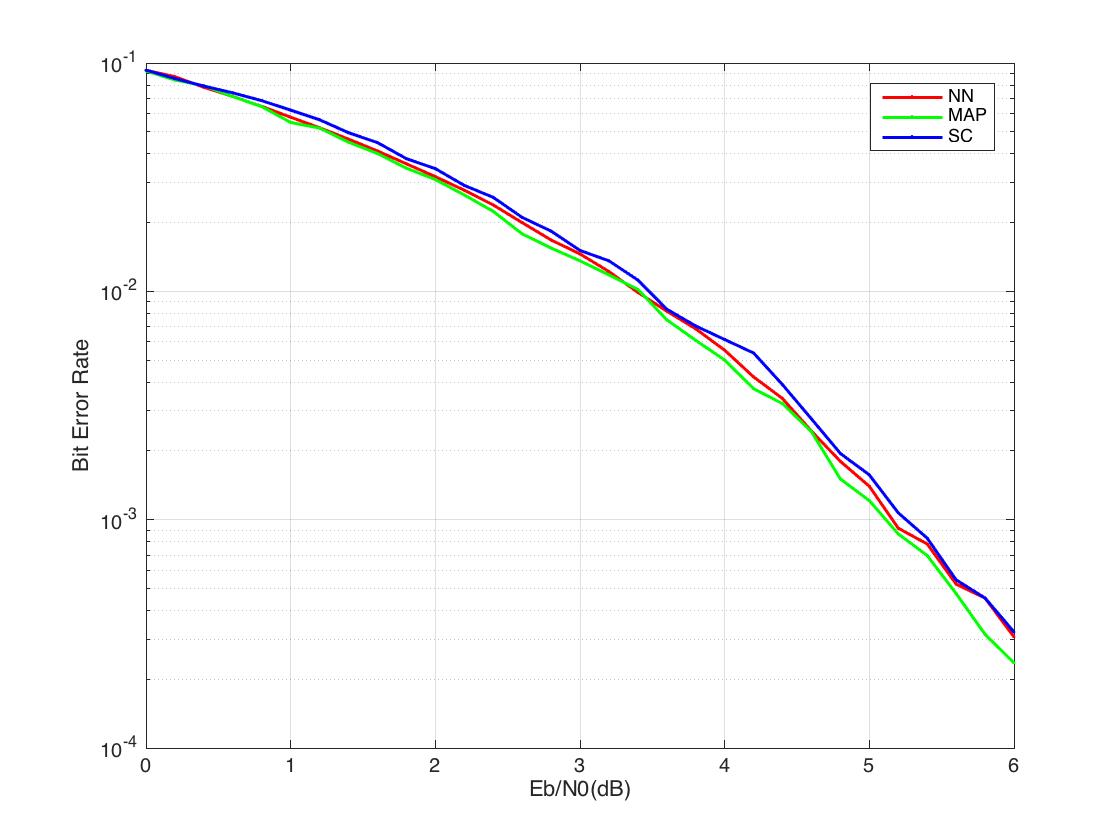 10-1
NN
MAP
SC
10-2
Bit Error Rate
10-3
10-4
0 1 2 3 4 5 6
Eb/N0(dB)